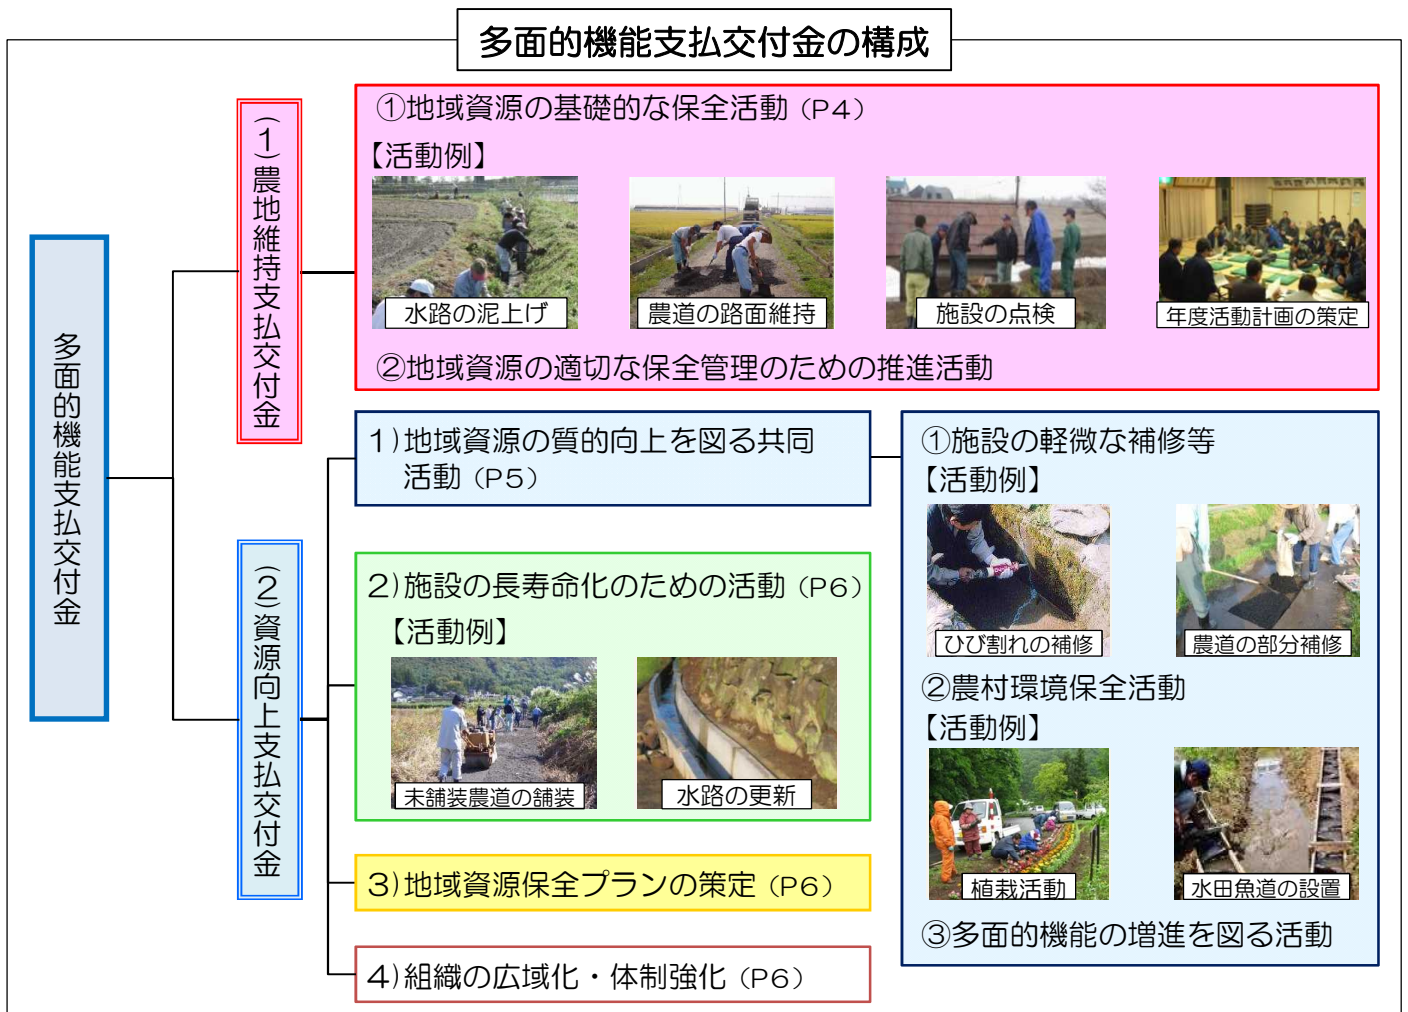 多面的機能支払交付金の構成
多面的機能支払交付金
(1)農地維持支払交付金
①地域資源の基礎的な保全活動（P4）
【活動例】
水路の泥上げ
農道の路面維持
施設の点検
年度活動計画の策定
②地域資源の適切な保全管理のための推進活動
(2)資源向上支払交付金
1)地域資源の質的向上を図る共同
活動（P5）
①施設の軽微な補修等
【活動例】
ひび割れの補修
農道の部分補修
②農村環境保全活動
【活動例】
植栽活動
水田魚道の設置
③多面的機能の増進を図る活動
2)施設の長寿命化のための活動（P6）
【活動例】
未舗装農道の舗装
水路の更新
3)地域資源保全プランの策定（P6）
4)組織の広域化・体制強化（P6）